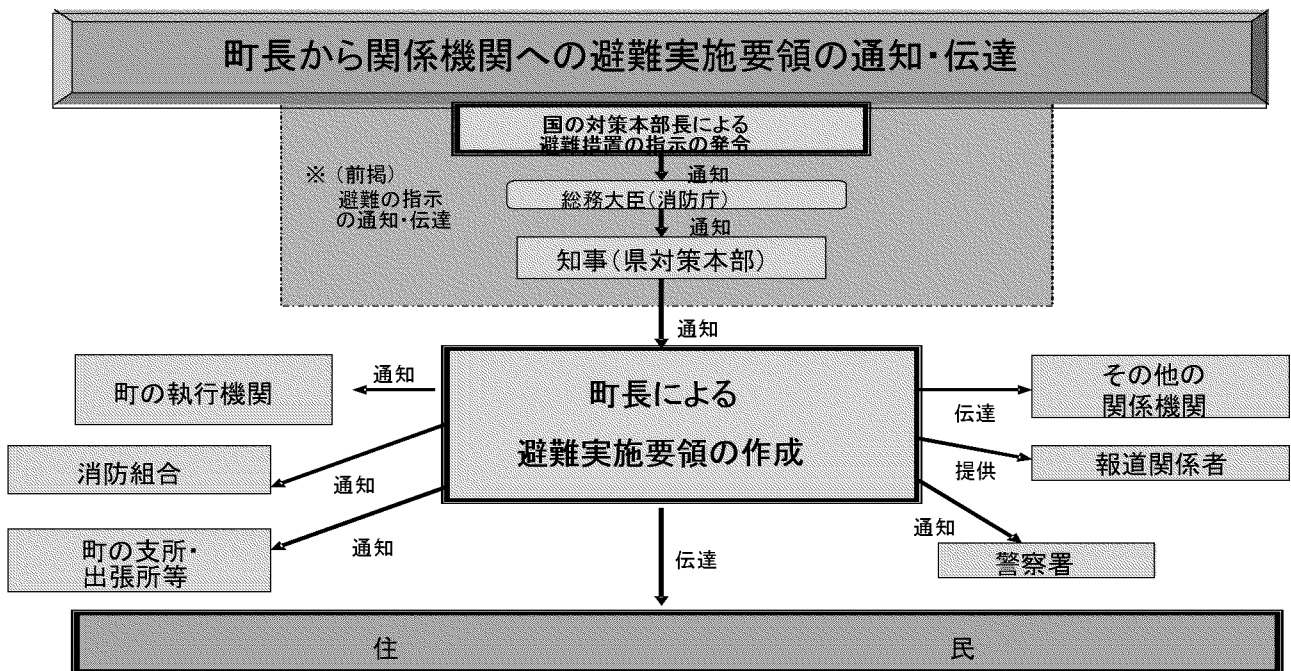 町長から関係機関への避難実施要領の通知・伝達
国の対策本部長による
避難措置の指示の発令
※（前掲）
避難の指示
の通知・伝達
通知
総務大臣（消防庁）
通知
知事（県対策本部）
通知
町の執行機関
通知
町長による
避難実施要領の作成
伝達
その他の
関係機関
消防組合
通知
提供
報道関係者
町の支所・
出張所等
通知
伝達
通知
警察署
住　民